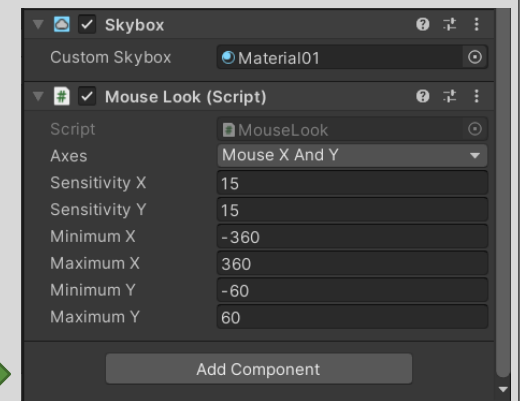 Skybox
Custom Skybox Material01
# Mouse Look (Script)
Script # MouseLook
Axes Mouse X And Y
Sensitivity X 15
Sensitivity Y 15
Minimum X -360
Maximum X 360
Minimum Y -60
Maximum Y 60
Add Component